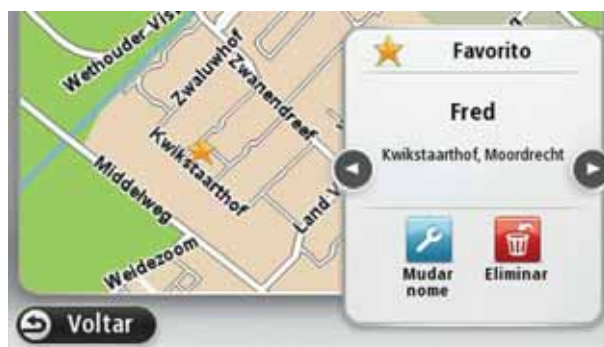 Wethouder Vis
Zwaluwhof
Zwanendreef
Kwikstaarthof
Middelweg
Weidezoom
Land V
Favorito
Fred
Kwikstaarthof, Moordrecht
Mudar
nome
Eliminar
Voltar